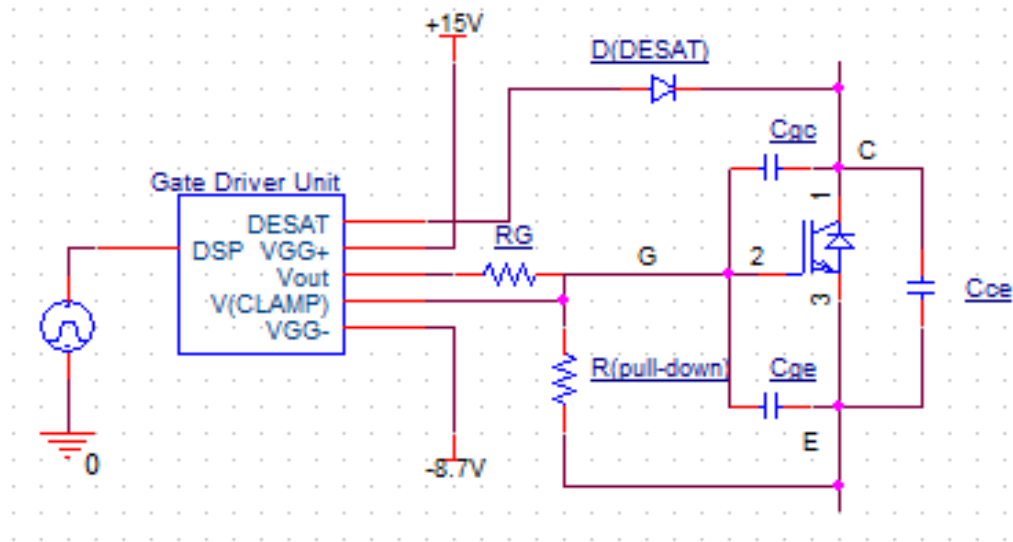 +15V
D(DESAT)
Cgc
C
Gate Driver Unit
1
DESAT
RG
DSP VGG+
G
2
Vout
V(CLAMP)
3
Cce
VGG-
R(pull-down)
Cge
E
0
-8.7V